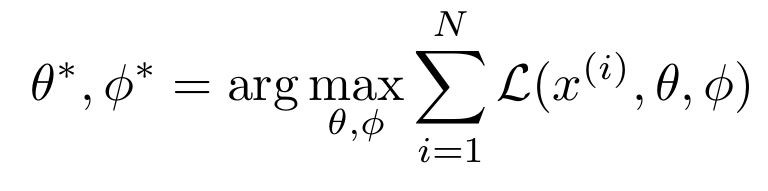 θ*, ϕ* = arg max_{θ,ϕ} ∑_{i=1}^{N} ℒ(x^{(i)}, θ, ϕ)